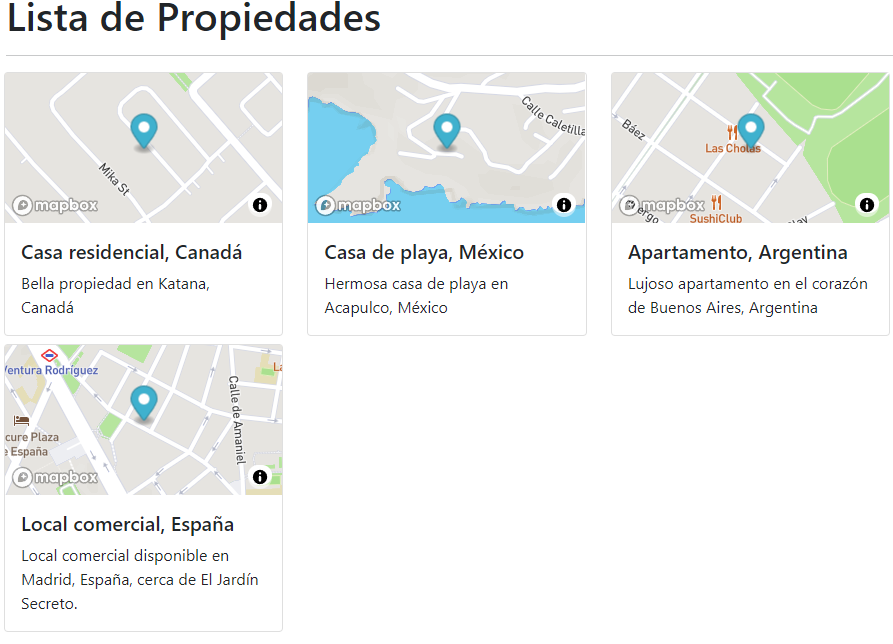 Lista de Propiedades
Mika St
mapbox
Casa residencial, Canadá
Bella propiedad en Katana,
Canadá
Calle Caletilla
mapbox
Casa de playa, México
Hermosa casa de playa en
Acapulco, México
Báez
Las Cholas
mapbox
SushiClub
Apartamento, Argentina
Lujoso apartamento en el corazón
de Buenos Aires, Argentina
Ventura Rodríguez
Calle de Amaniel
cure Plaza
e España
mapbox
Local comercial, España
Local comercial disponible en
Madrid, España, cerca de El Jardín
Secreto.